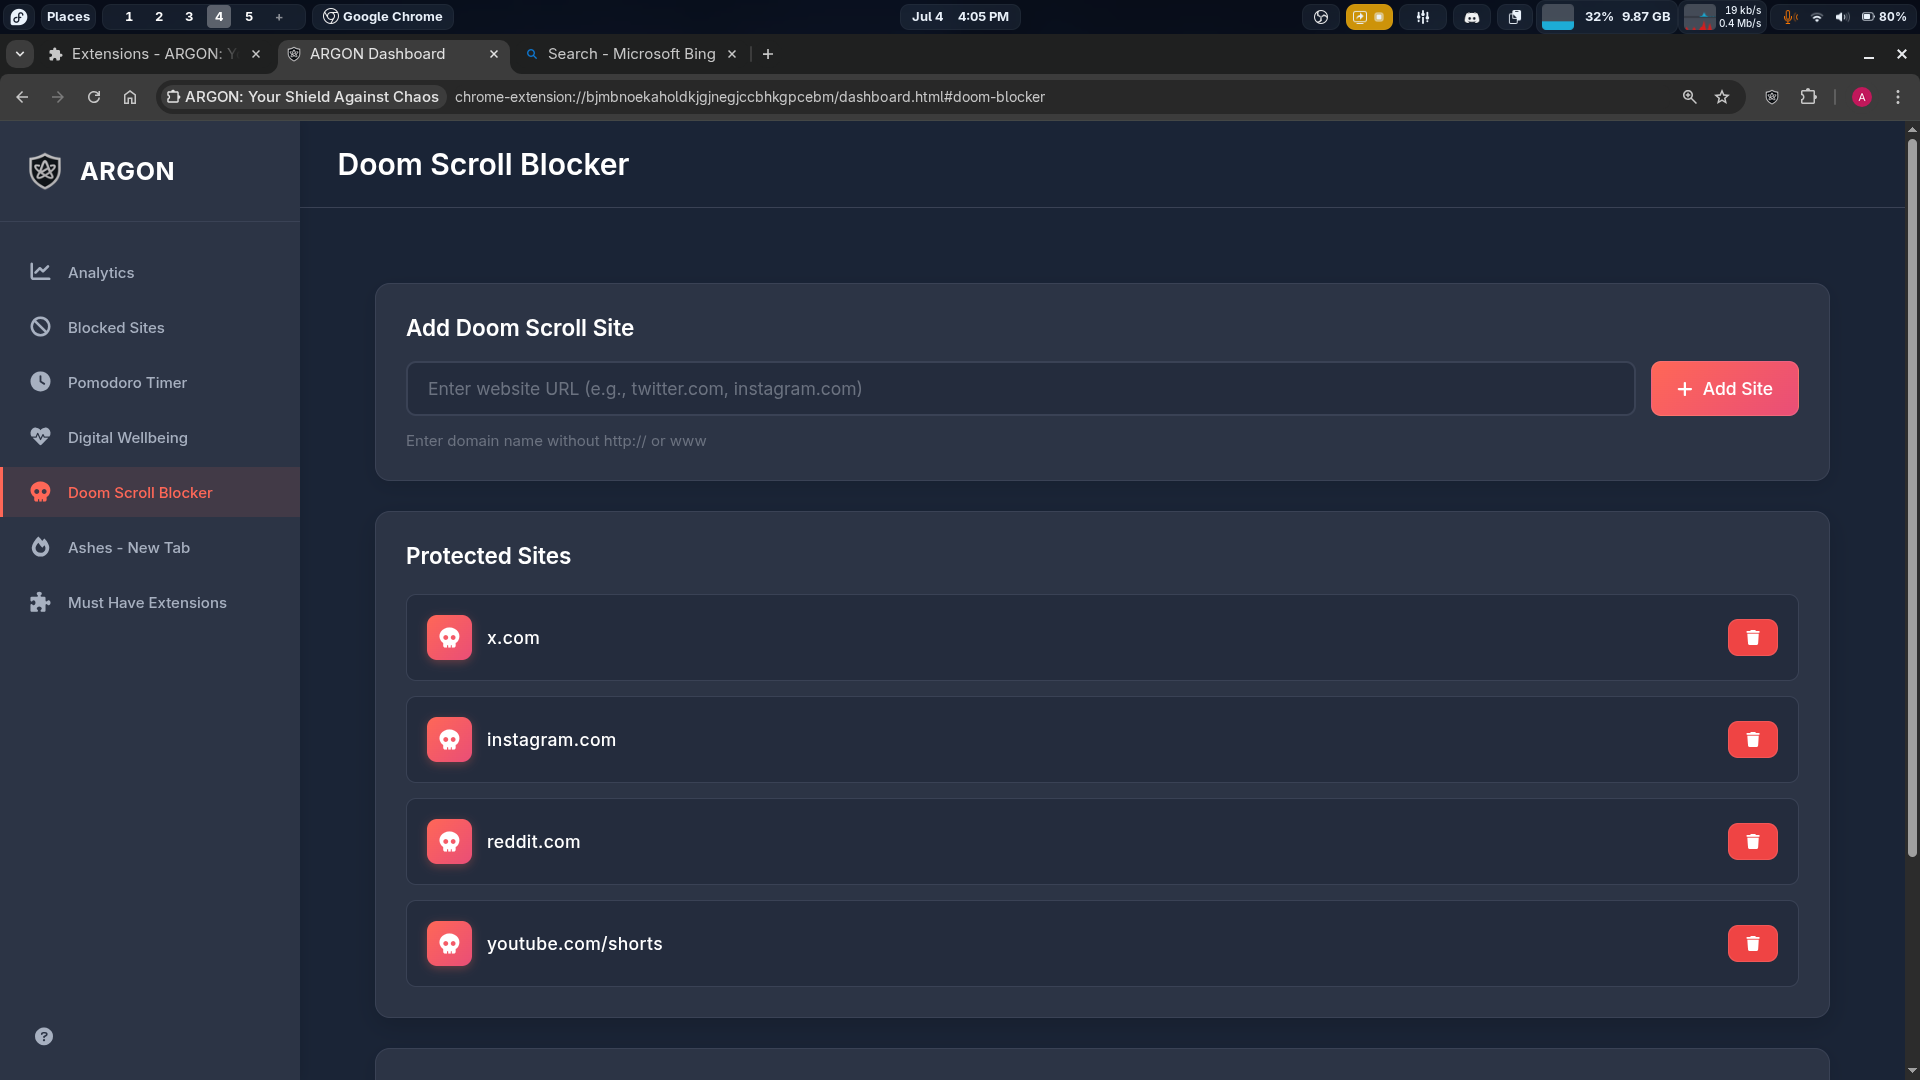 Places
1 2 3 4 5 +
Google Chrome
Jul 4 4:05 PM
32% 9.87 GB
19 kb/s
0.4 Mb/s
80%
Extensions - ARGON: Y
ARGON Dashboard
Search - Microsoft Bing
ARGON: Your Shield Against Chaos
chrome-extension://bjmbnoekaholdkjgjnegjccbhkgpcebm/dashboard.html#doom-blocker
A
ARGON
Analytics
Blocked Sites
Pomodoro Timer
Digital Wellbeing
Doom Scroll Blocker
Ashes - New Tab
Must Have Extensions
?
Doom Scroll Blocker
Add Doom Scroll Site
Enter website URL (e.g., twitter.com, instagram.com)
+ Add Site
Enter domain name without http:// or www
Protected Sites
x.com
instagram.com
reddit.com
youtube.com/shorts